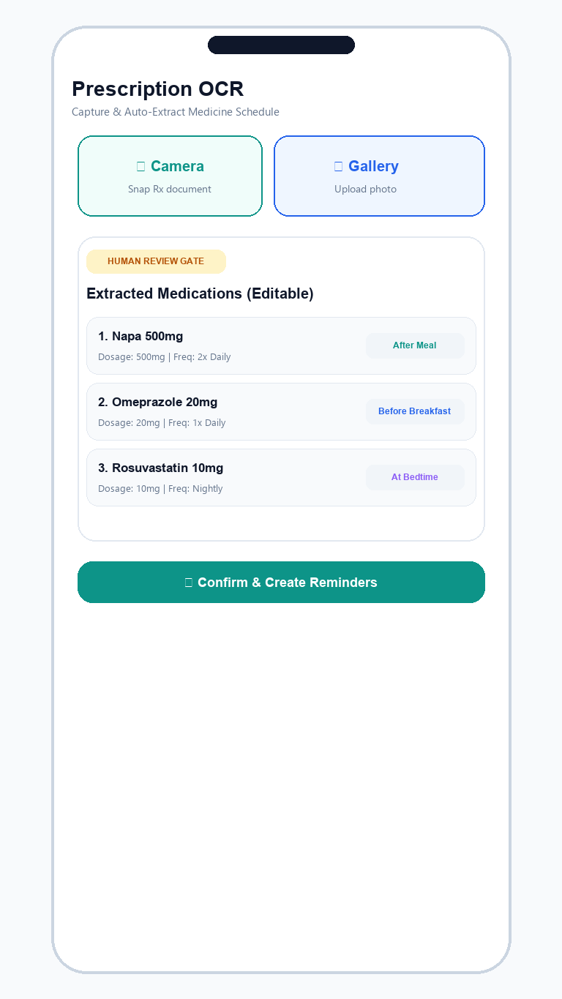 Prescription OCR
Capture & Auto-Extract Medicine Schedule
Camera
Snap Rx document
Gallery
Upload photo
HUMAN REVIEW GATE
Extracted Medications (Editable)
1. Napa 500mg
Dosage: 500mg | Freq: 2x Daily
After Meal
2. Omeprazole 20mg
Dosage: 20mg | Freq: 1x Daily
Before Breakfast
3. Rosuvastatin 10mg
Dosage: 10mg | Freq: Nightly
At Bedtime
Confirm & Create Reminders